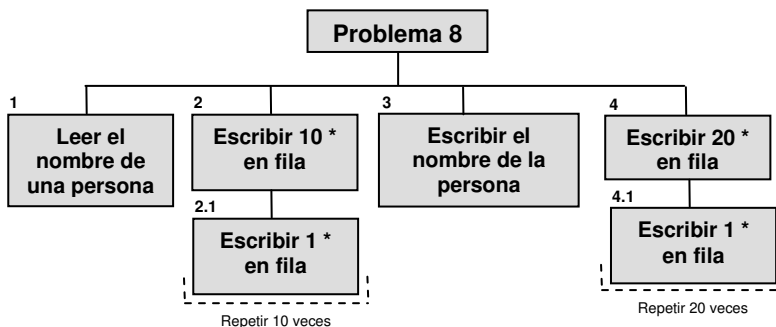 Problema 8
1
Leer el
nombre de
una persona
2
Escribir 10 *
en fila
2.1
Escribir 1 *
en fila
Repetir 10 veces
3
Escribir el
nombre de la
persona
4
Escribir 20 *
en fila
4.1
Escribir 1 *
en fila
Repetir 20 veces